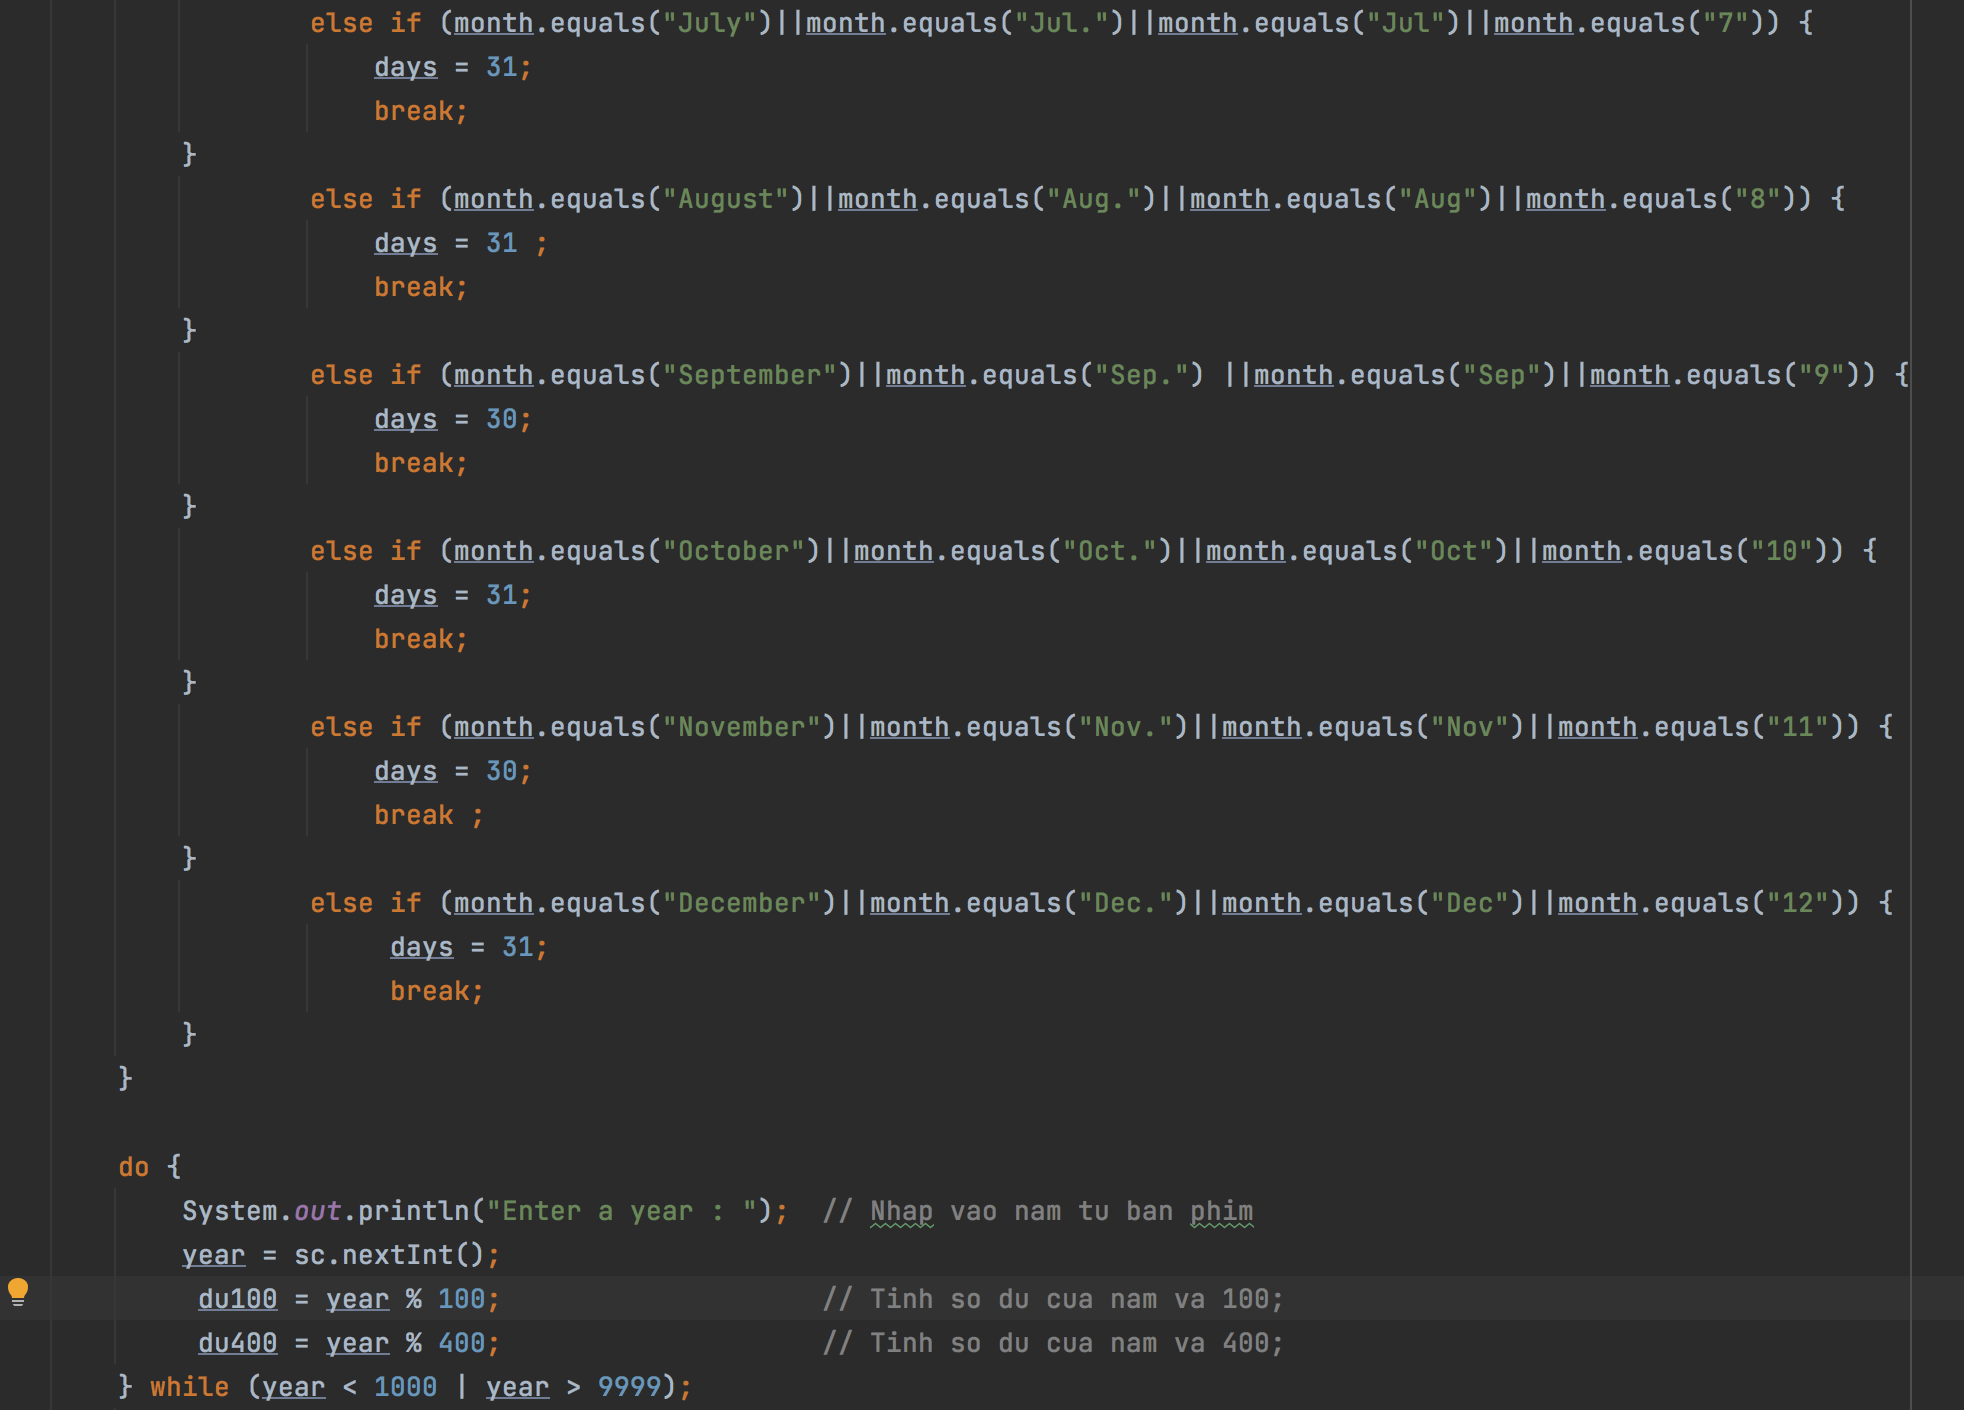 else if (month.equals("July")||month.equals("Jul.")||month.equals("Jul")||month.equals("7")) {
days = 31;
break;
}
else if (month.equals("August")||month.equals("Aug.")||month.equals("Aug")||month.equals("8")) {
days = 31 ;
break;
}
else if (month.equals("September")||month.equals("Sep.") ||month.equals("Sep")||month.equals("9")) {
days = 30;
break;
}
else if (month.equals("October")||month.equals("Oct.")||month.equals("Oct")||month.equals("10")) {
days = 31;
break;
}
else if (month.equals("November")||month.equals("Nov.")||month.equals("Nov")||month.equals("11")) {
days = 30;
break ;
}
else if (month.equals("December")||month.equals("Dec.")||month.equals("Dec")||month.equals("12")) {
days = 31;
break;
}
}
do {
System.out.println("Enter a year : ");  // Nhap vao nam tu ban phim
year = sc.nextInt();
du100 = year % 100;                    // Tinh so du cua nam va 100;
du400 = year % 400;                    // Tinh so du cua nam va 400;
} while (year < 1000 | year > 9999);